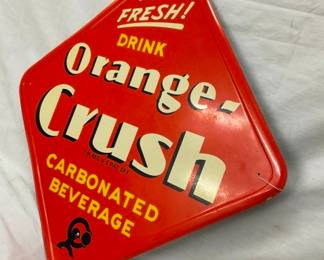 FRESH!
DRINK
Orange-
Crush
CARBONATED
BEVERAGE